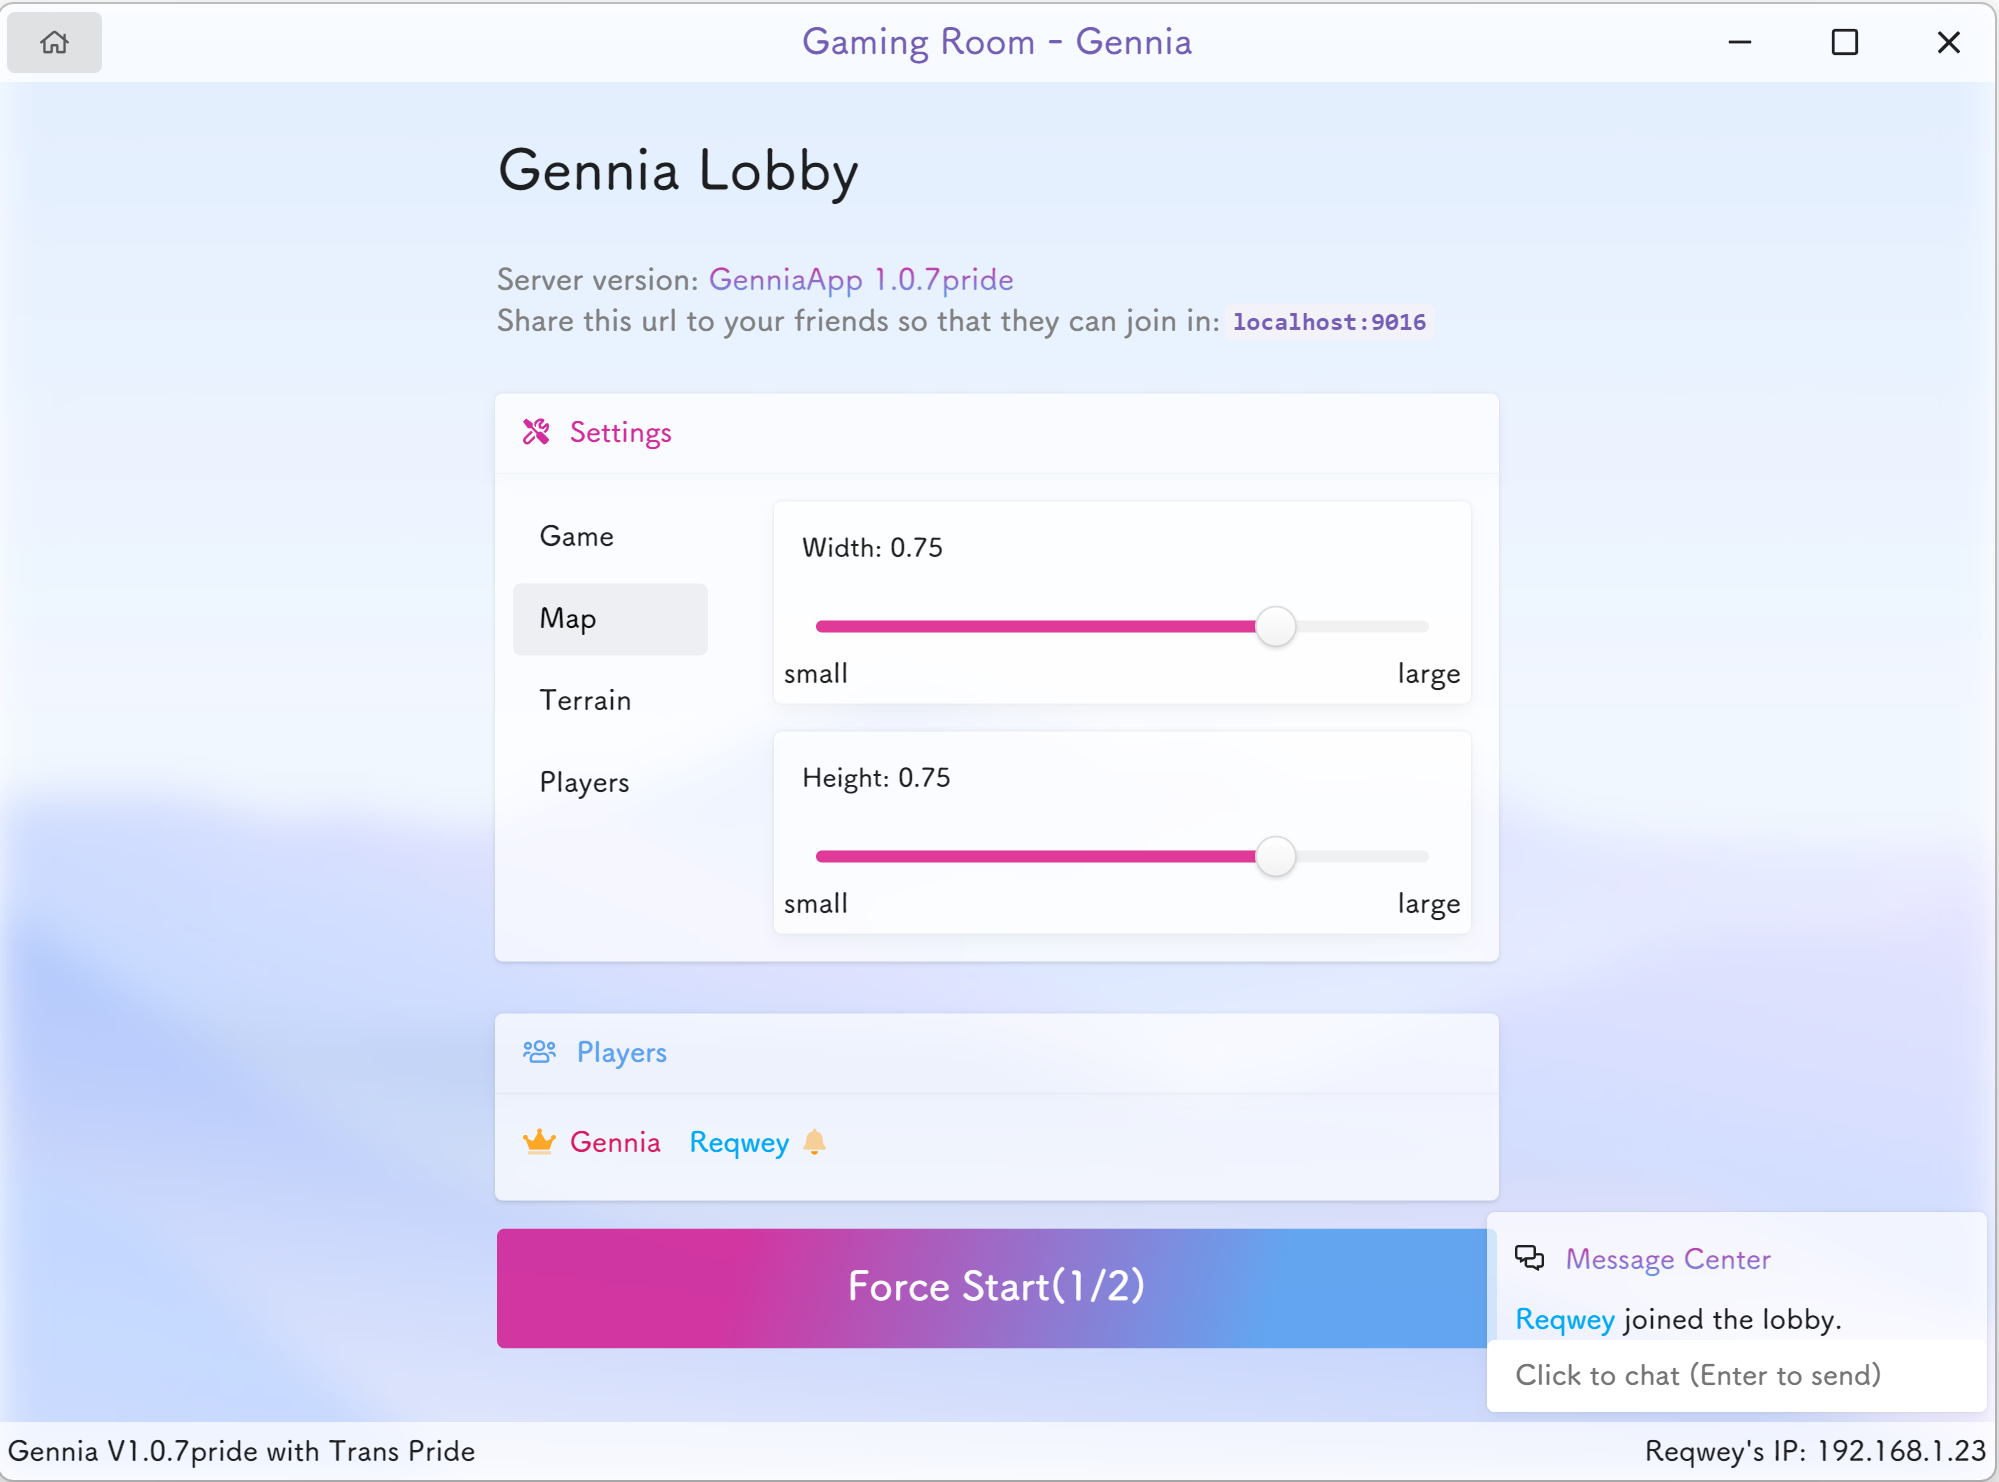 Gaming Room - Gennia
Gennia Lobby
Server version: GenniaApp 1.0.7pride
Share this url to your friends so that they can join in: localhost:9016
Settings
Game
Map
Terrain
Players
Width: 0.75
small large
Height: 0.75
small large
Players
Gennia Reqwey
Force Start(1/2)
Message Center
Reqwey joined the lobby.
Click to chat (Enter to send)
Gennia V1.0.7pride with Trans Pride
Reqwey's IP: 192.168.1.23